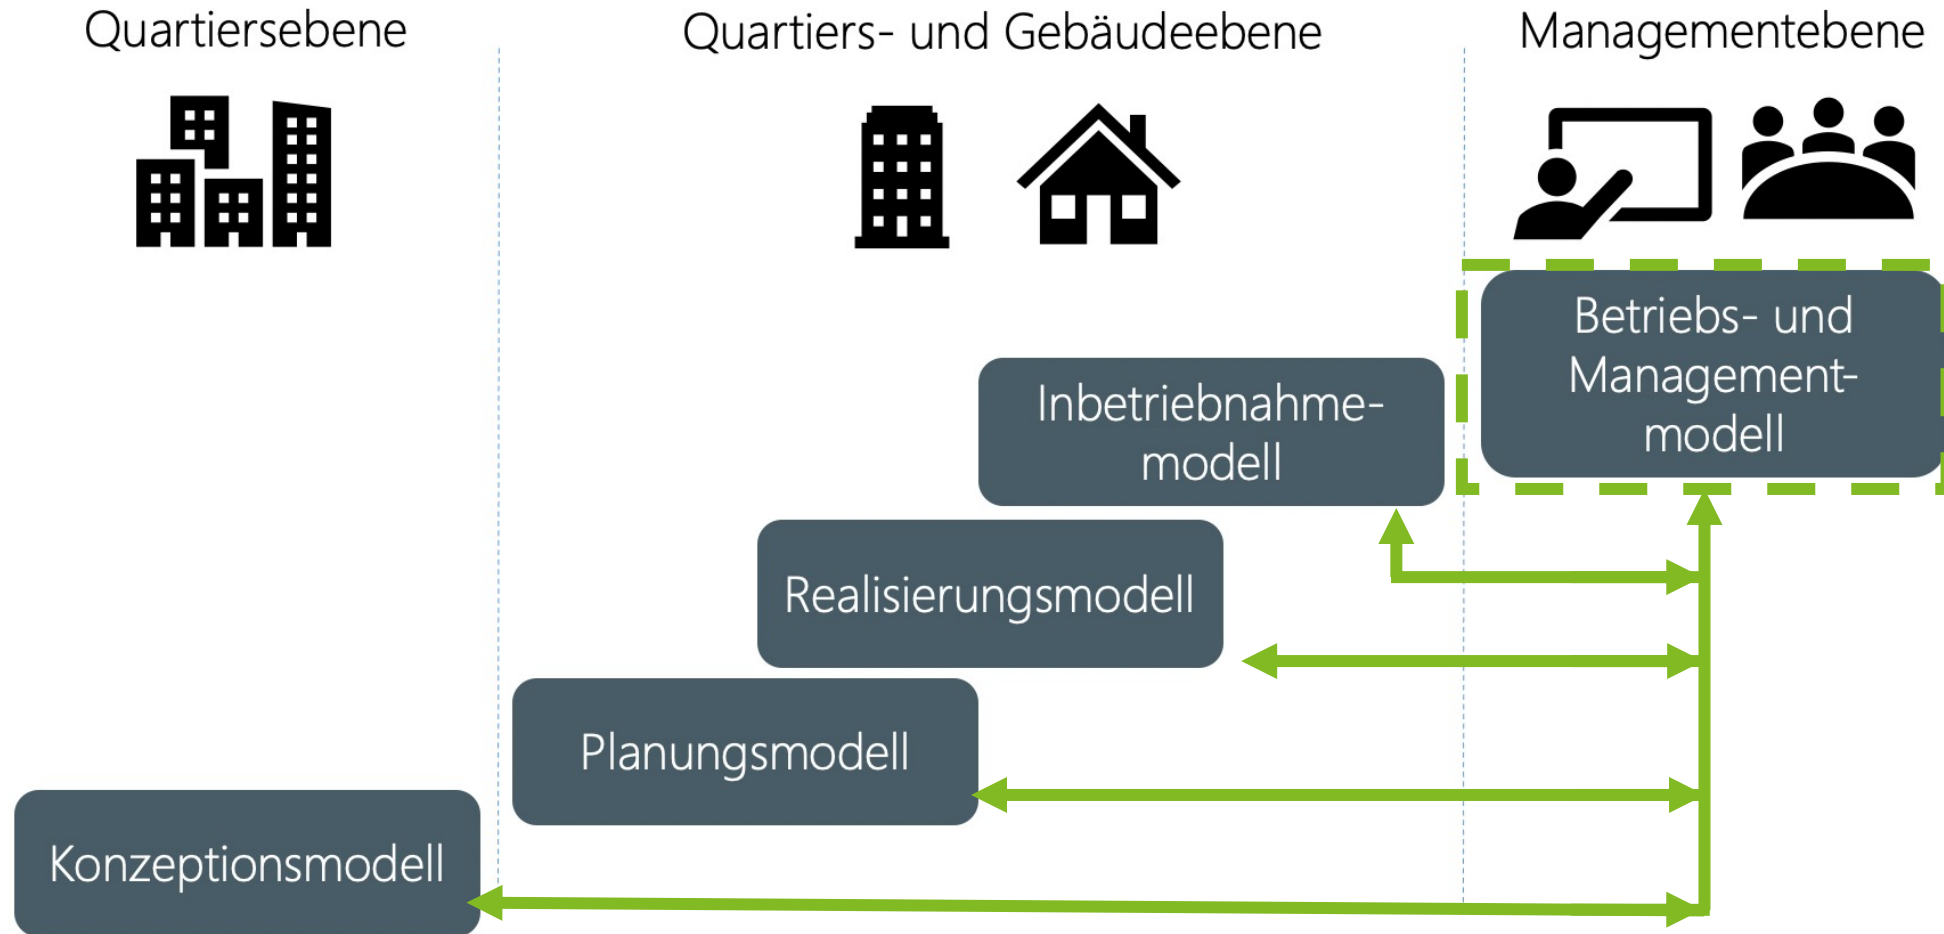 Quartiersebene
Quartiers- und Gebäudeebene
Managementebene
Betriebs- und
Management-
modell
Inbetriebnahme-
modell
Realisierungsmodell
Planungsmodell
Konzeptionsmodell